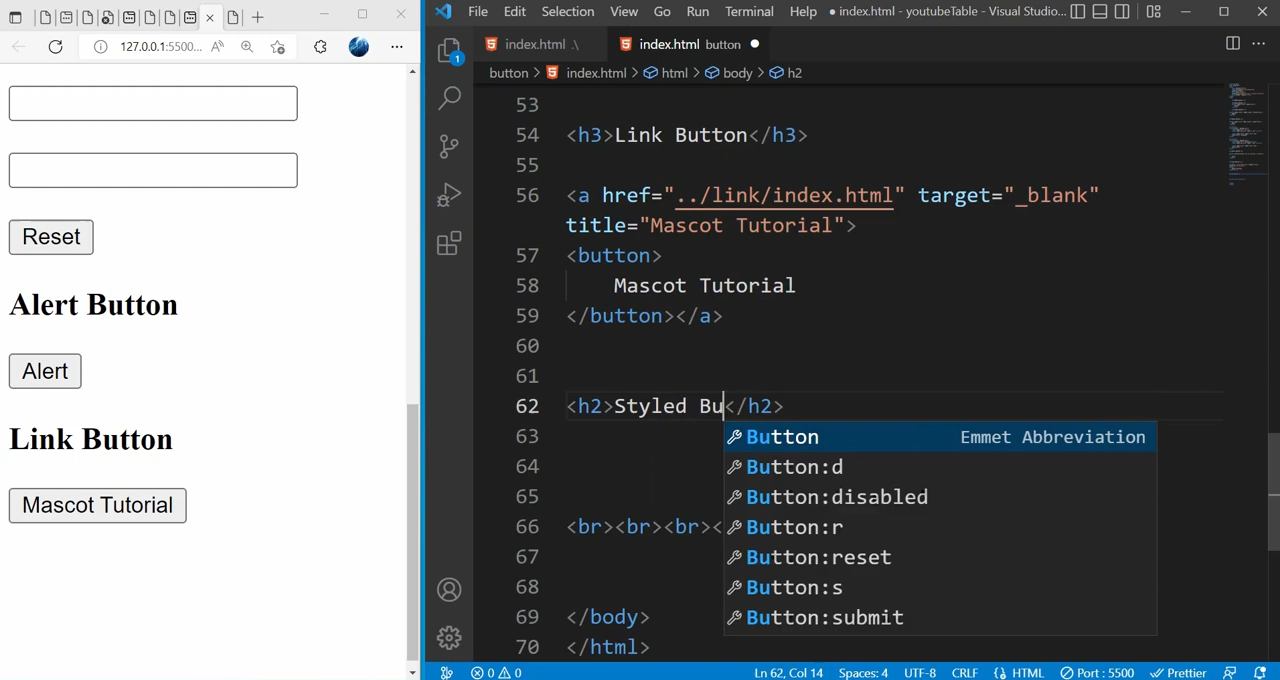 File Edit Selection View Go Run Terminal Help ● index.html - youtubeTable - Visual Studio...
127.0.0.1:5500...
index.html .\ index.html button
button > index.html > html > body > h2
Reset
Alert Button
Alert
Link Button
Mascot Tutorial
1
53
54 <h3>Link Button</h3>
55
56 <a href="../link/index.html" target="_blank"
title="Mascot Tutorial">
57 <button>
58 Mascot Tutorial
59 </button></a>
60
61
62 <h2>Styled Bu</h2>
63
64
65
66 <br><br><br><
67
68
69 </body>
70 </html>
Button Emmet Abbreviation
Button:d
Button:disabled
Button:r
Button:reset
Button:s
Button:submit
0 0 Ln 62, Col 14 Spaces: 4 UTF-8 CRLF {} HTML Port : 5500 Prettier